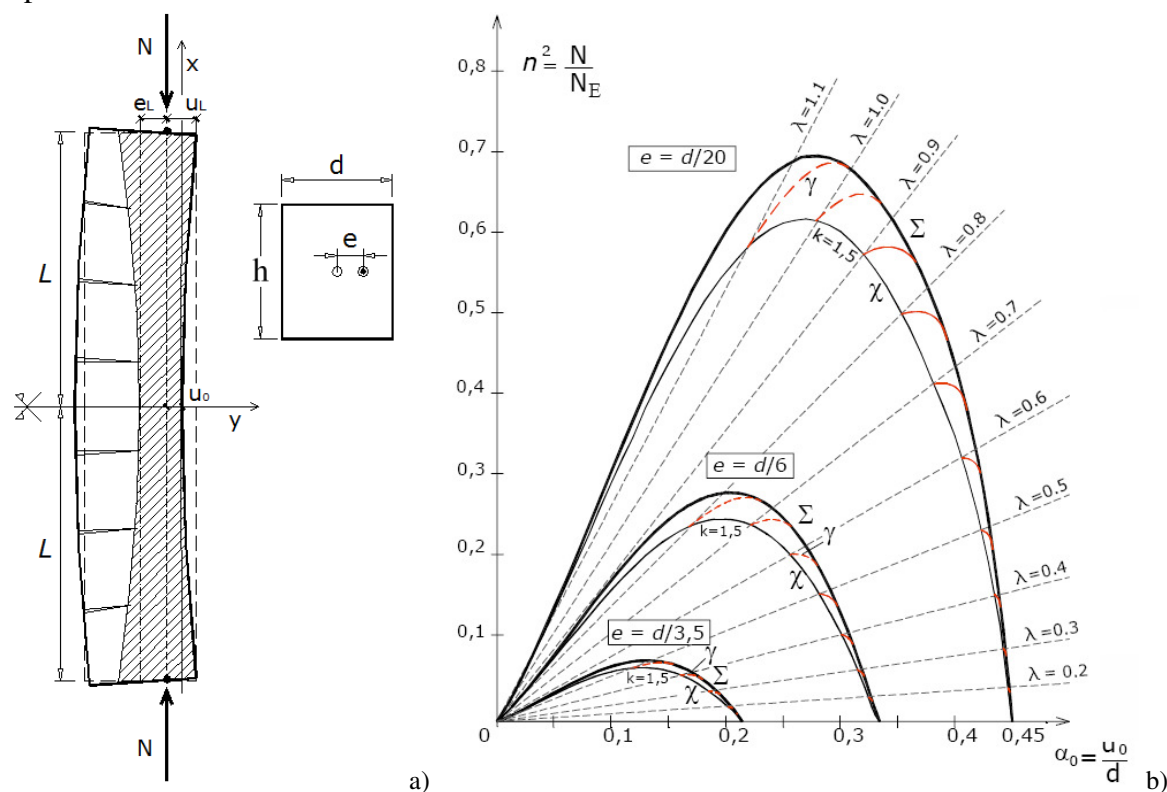 N
x
e_L
u_L
L
L
u₀
y
N
d
e
h
a)
n² = N/N_E
0,8
0,7
0,6
0,5
0,4
0,3
0,2
0,1
0
0,1
0,2
0,3
0,4
0,45
α₀ = u₀/d
λ=1.1
λ=1.0
λ=0.9
λ=0.8
λ=0.7
λ=0.6
λ=0.5
λ=0.4
λ=0.3
λ=0.2
e = d/20
γ
k=1,5
Σ
χ
e = d/6
Σ
k=1,5
γ
χ
e = d/3,5
γ
k=1,5
Σ
χ
b)